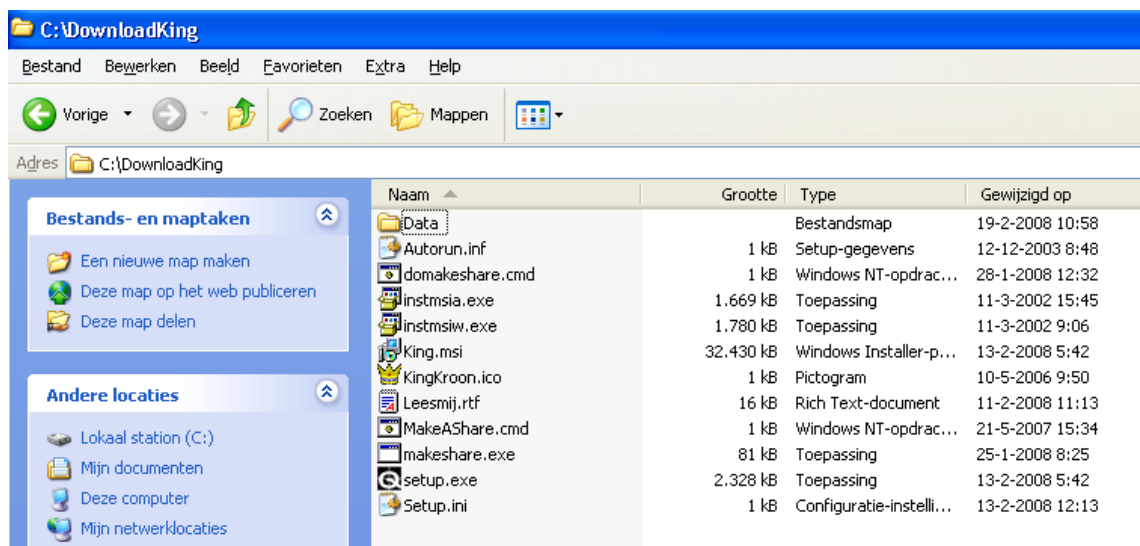 C:\DownloadKing
Bestand Bewerken Beeld Favorieten Extra Help
Vorige Zoeken Mappen
Adres C:\DownloadKing
Bestands- en maptaken
Een nieuwe map maken
Deze map op het web publiceren
Deze map delen
Andere locaties
Lokaal station (C:)
Mijn documenten
Deze computer
Mijn netwerklocaties
Naam Grootte Type Gewijzigd op
Data Bestandsmap 19-2-2008 10:58
Autorun.inf 1 kB Setup-gegevens 12-12-2003 8:48
domakeshare.cmd 1 kB Windows NT-opdrac... 28-1-2008 12:32
instmsia.exe 1.669 kB Toepassing 11-3-2002 15:45
instmsiw.exe 1.780 kB Toepassing 11-3-2002 9:06
King.msi 32.430 kB Windows Installer-p... 13-2-2008 5:42
KingKroon.ico 1 kB Pictogram 10-5-2006 9:50
Leesmij.rtf 16 kB Rich Text-document 11-2-2008 11:13
MakeAShare.cmd 1 kB Windows NT-opdrac... 21-5-2007 15:34
makeshare.exe 81 kB Toepassing 25-1-2008 8:25
setup.exe 2.328 kB Toepassing 13-2-2008 5:42
Setup.ini 1 kB Configuratie-instelli... 13-2-2008 12:13